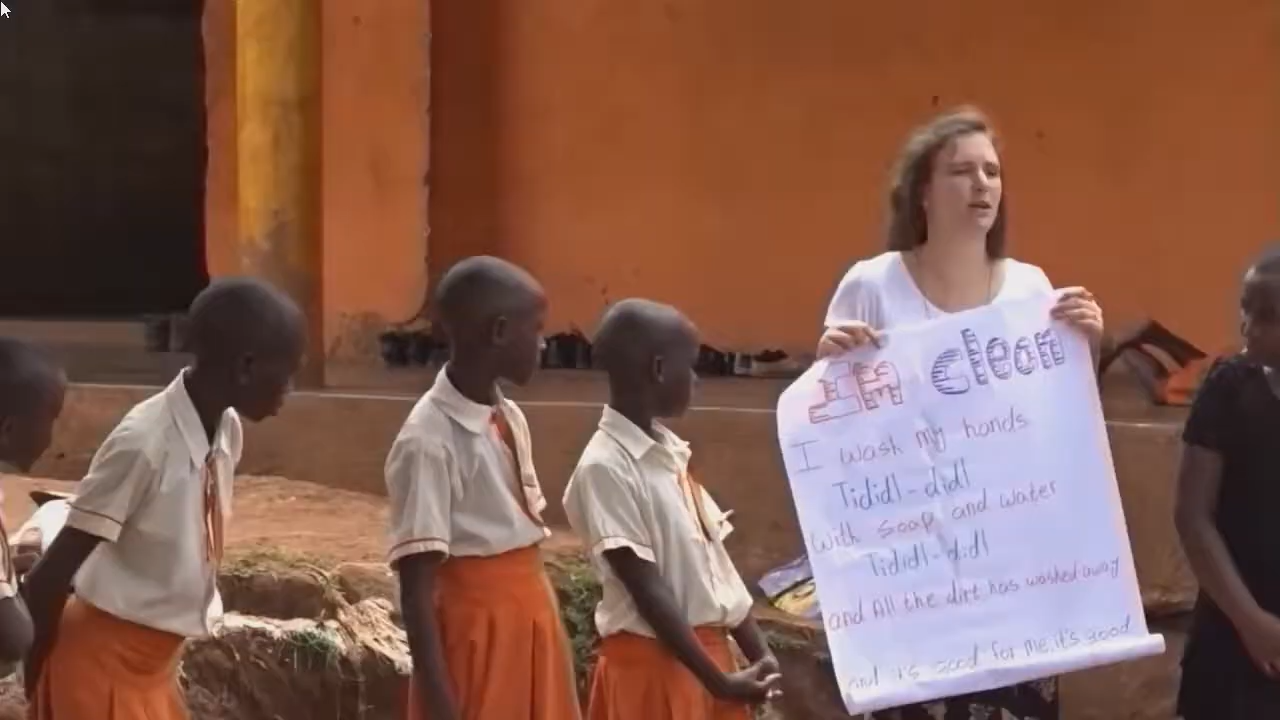 I'M clean
I wash my hands
Tididl-didl
with soap and water
Tididl-didl
and All the dirt has washed away
and it's good for me, it's good